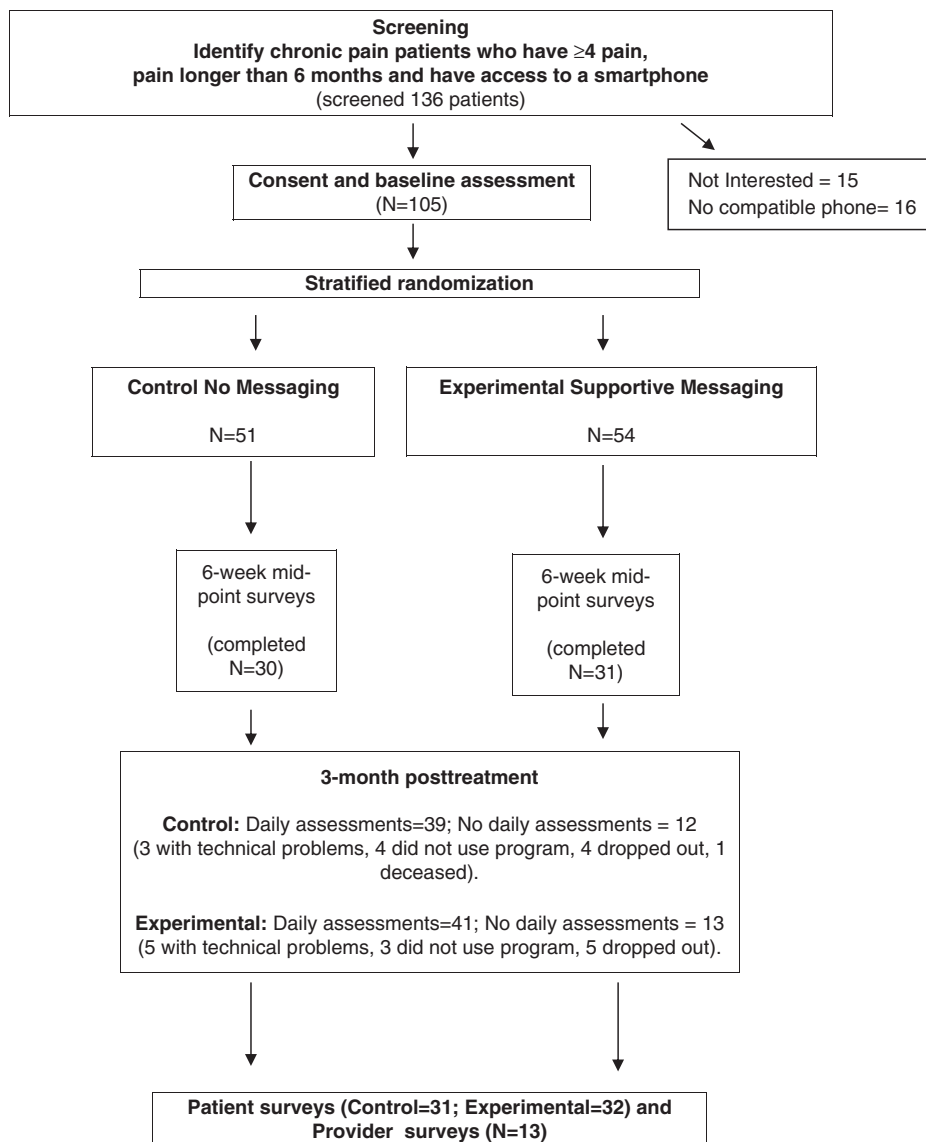 Screening
Identify chronic pain patients who have ≥4 pain,
pain longer than 6 months and have access to a smartphone
(screened 136 patients)
Consent and baseline assessment
(N=105)
Not Interested = 15
No compatible phone= 16
Stratified randomization
Control No Messaging
N=51
Experimental Supportive Messaging
N=54
6-week mid-
point surveys
(completed
N=30)
6-week mid-
point surveys
(completed
N=31)
3-month posttreatment
Control: Daily assessments=39; No daily assessments = 12
(3 with technical problems, 4 did not use program, 4 dropped out, 1
deceased).
Experimental: Daily assessments=41; No daily assessments = 13
(5 with technical problems, 3 did not use program, 5 dropped out).
Patient surveys (Control=31; Experimental=32) and
Provider surveys (N=13)